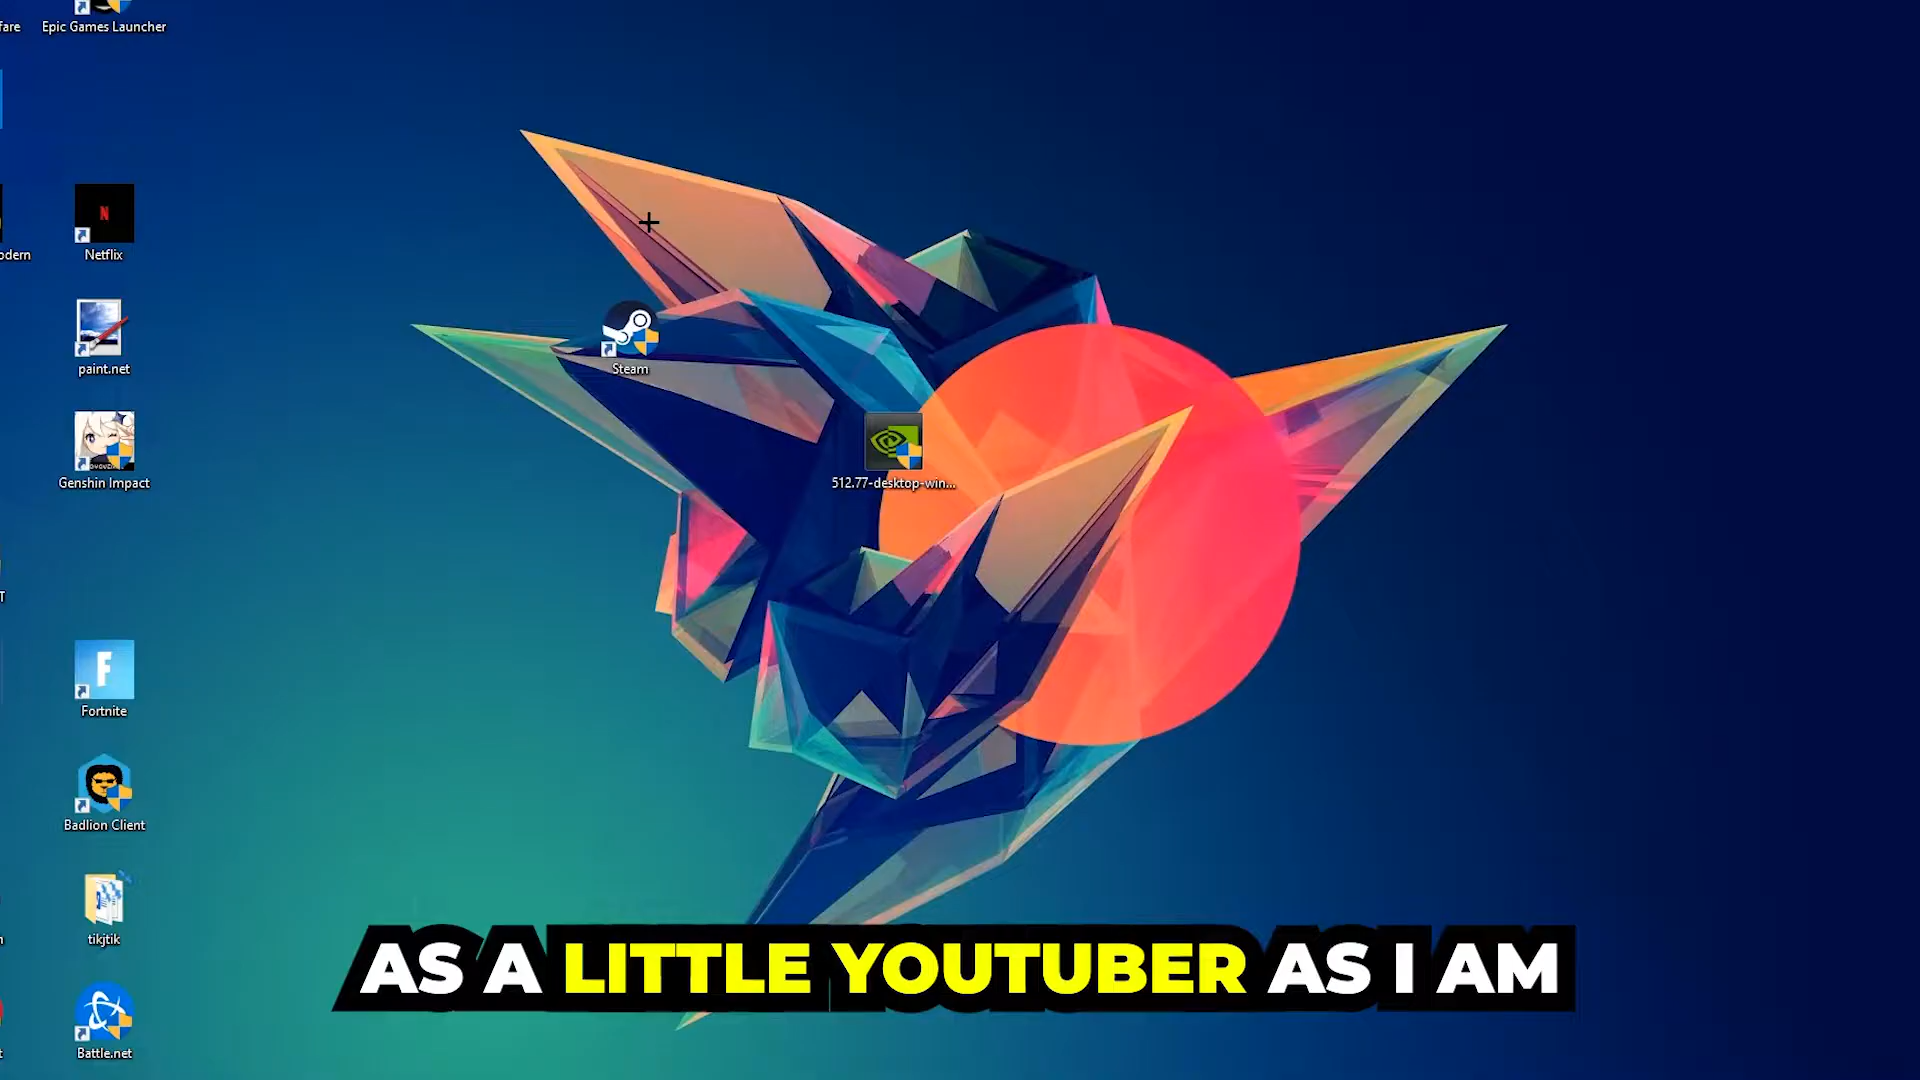 fare
Epic Games Launcher
odern
N
Netflix
paint.net
Genshin Impact
Steam
512.77-desktop-win...
T
F
Fortnite
Badlion Client
tikjtik
Battle.net
AS A LITTLE YOUTUBER AS I AM